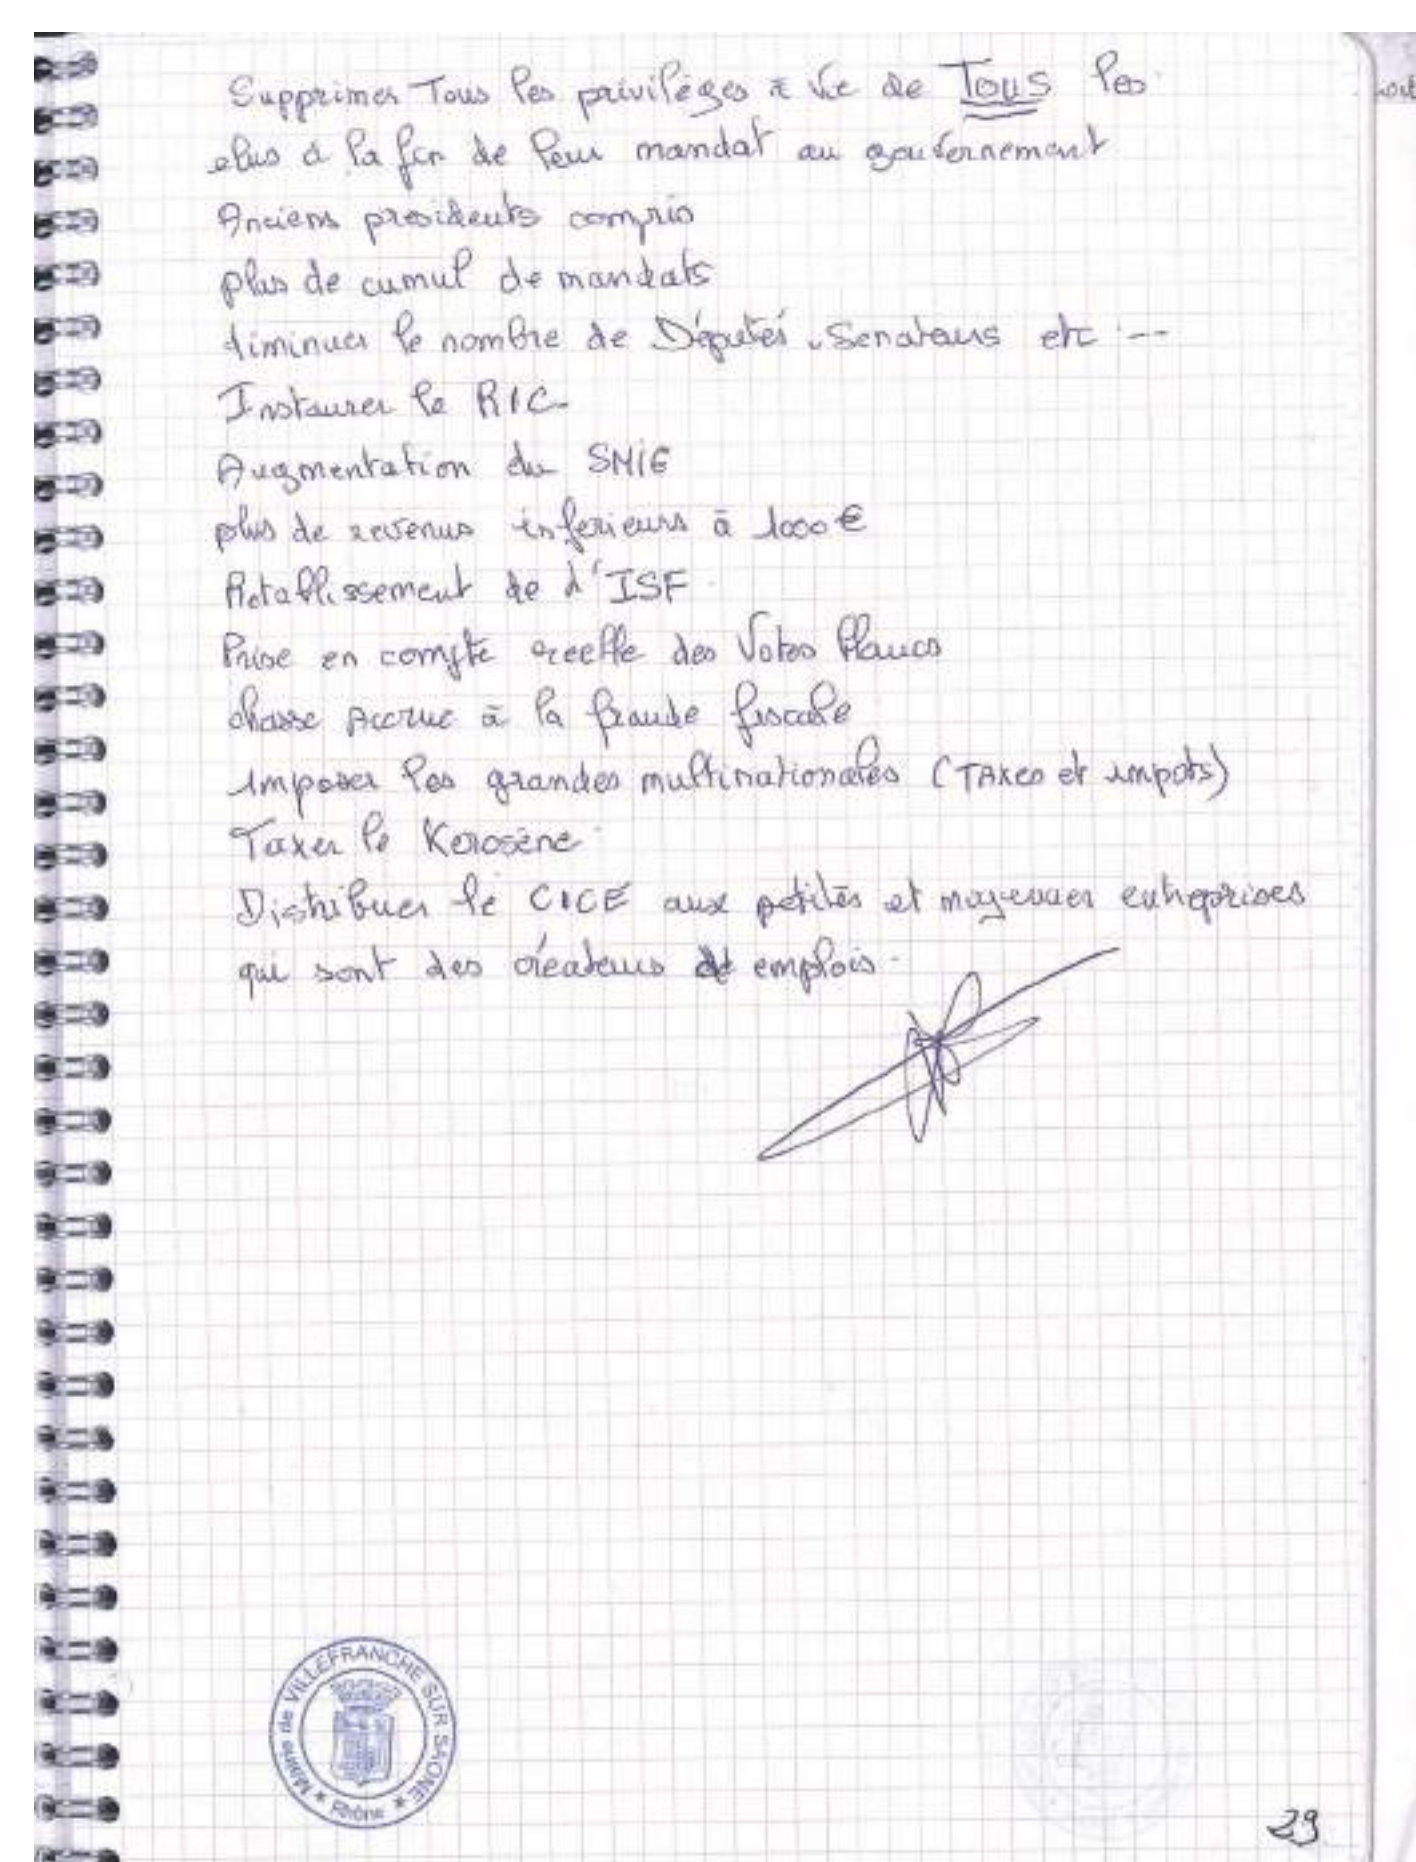 Supprimer Tous les privilèges à vie de TOUS les
elus à la fin de leur mandat au gouvernement
Anciens presidents compris
plus de cumul de mandats
diminuer le nombre de Députés, Senateurs etc ...
Instaurer le RIC
Augmentation du SMIG
plus de revenus inferieurs à 1000 €
Retablissement de l'ISF
Prise en compte reelle des Votes Blancs
chasse Accrue à la fraude fiscale
imposer les grandes multinationales (TAxes et impots)
Taxer le Kerosène
Distribuer le CICE aux petites et moyennes entreprises
qui sont des créateurs d'emplois.
Mairie de VILLEFRANCHE SUR SAONE
★ Rhône ★
29